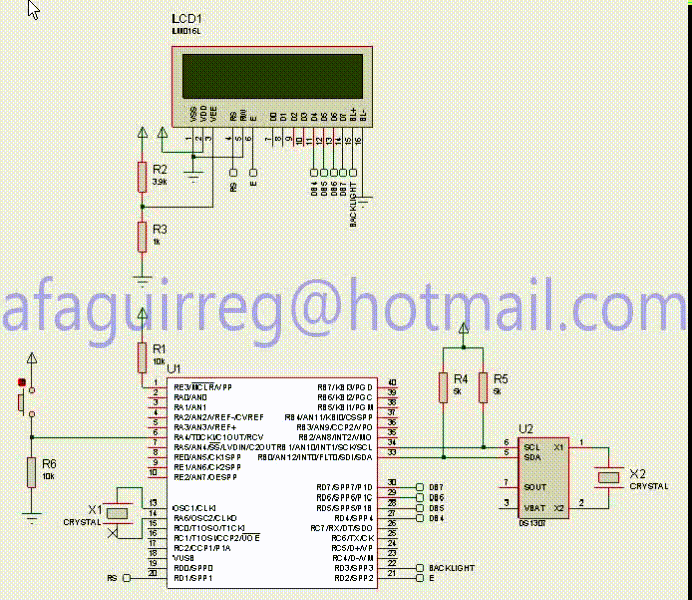 LCD1
LM016L
VSS VDD VEE RS RW E D0 D1 D2 D3 D4 D5 D6 D7 BL+ BL-
1 2 3 4 5 6 7 8 9 10 11 12 13 14 15 16
RS E DB4 DB5 DB6 DB7 BACKLIGHT
R2
3.9k
R3
1k
afaguirreg@hotmail.com
R1
10k
U1
1 RE3/MCLR/VPP RB7/KBI3/PGD 40
2 RA0/AN0 RB6/KBI2/PGC 39
3 RA1/AN1 RB5/KBI1/PGM 38
4 RA2/AN2/VREF-/CVREF RB4/AN11/KBI0/CSSPP 37
5 RA3/AN3/VREF+ RB3/AN9/CCP2/VPO 36
6 RA4/T0CKI/C1OUT/RCV RB2/AN8/INT2/VMO 35
7 RA5/AN4/SS/LVDIN/C2OUT RB1/AN10/INT1/SCK/SCL 34
8 RE0/AN5/CK1SPP RB0/AN12/INT0/FLT0/SDI/SDA 33
9 RE1/AN6/CK2SPP
10 RE2/AN7/OESPP
RD7/SPP7/P1D 30 DB7
RD6/SPP6/P1C 29 DB6
13 OSC1/CLKI RD5/SPP5/P1B 28 DB5
14 RA6/OSC2/CLKO RD4/SPP4 27 DB4
15 RC0/T1OSO/T1CKI RC7/RX/DT/SDO 26
16 RC1/T1OSI/CCP2/UOE RC6/TX/CK 25
17 RC2/CCP1/P1A RC5/D+/VP 24
18 VUSB RC4/D-/VM 23
19 RD0/SPP0 RD3/SPP3 22 BACKLIGHT
RS 20 RD1/SPP1 RD2/SPP2 21 E
R6
10k
X1
CRYSTAL
R4
5k
R5
5k
U2
6 SCL X1 1
5 SDA
7 SOUT
3 VBAT X2 2
DS1307
X2
CRYSTAL